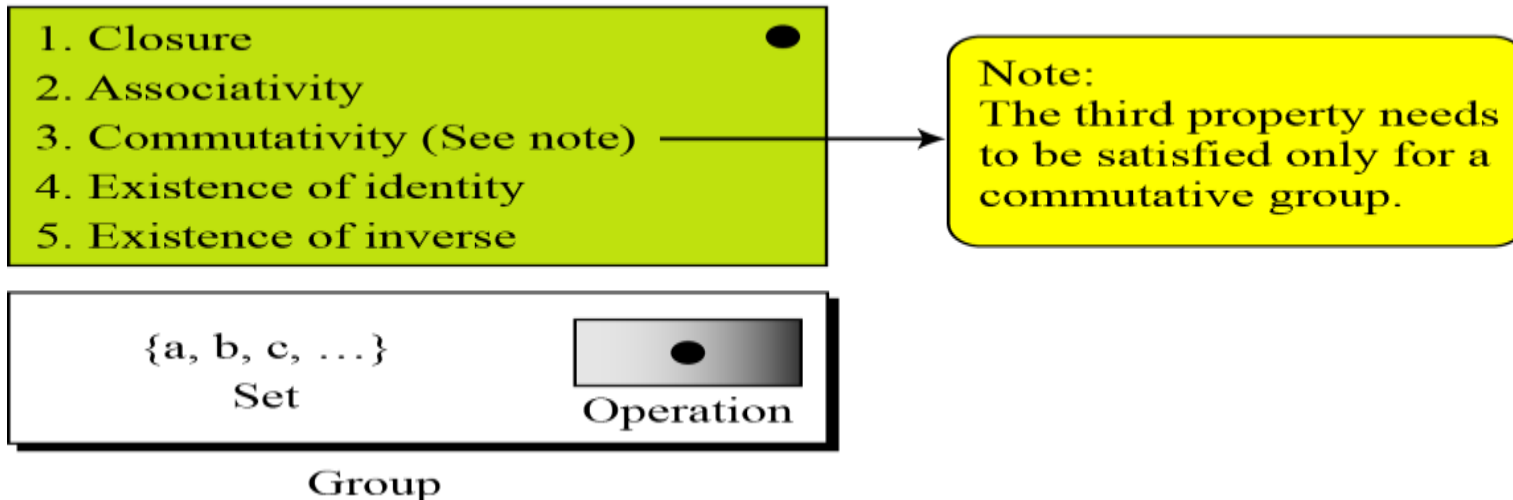 1. Closure
2. Associativity
3. Commutativity (See note)
4. Existence of identity
5. Existence of inverse
Note:
The third property needs
to be satisfied only for a
commutative group.
{a, b, c, …}
Set
Operation
Group